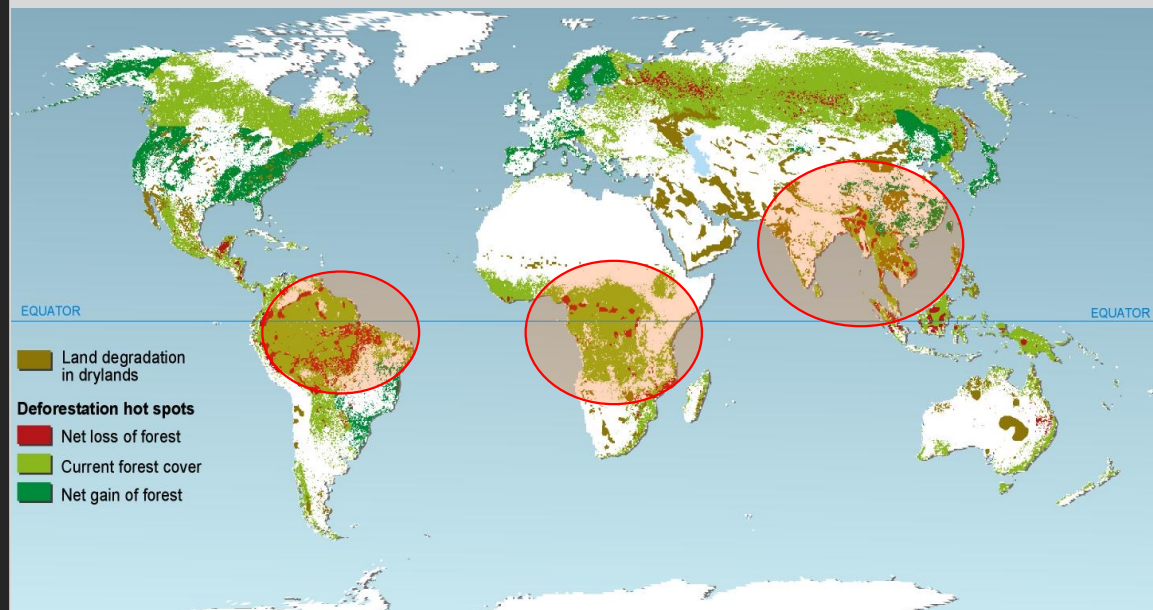 EQUATOR
EQUATOR
Land degradation
in drylands
Deforestation hot spots
Net loss of forest
Current forest cover
Net gain of forest